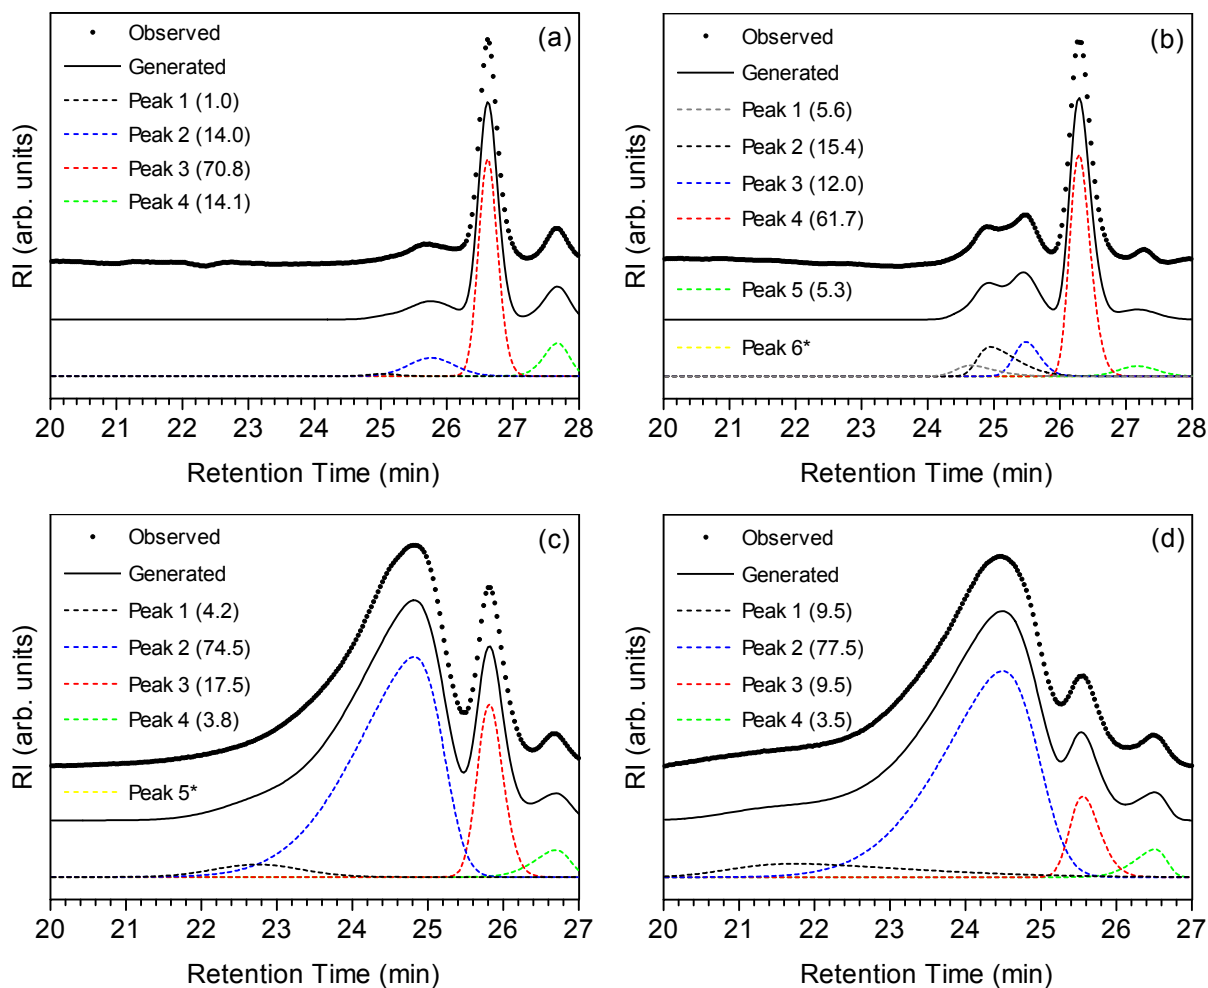 (a)
Observed
Generated
Peak 1 (1.0)
Peak 2 (14.0)
Peak 3 (70.8)
Peak 4 (14.1)
RI (arb. units)
20 21 22 23 24 25 26 27 28
Retention Time (min)
(b)
Observed
Generated
Peak 1 (5.6)
Peak 2 (15.4)
Peak 3 (12.0)
Peak 4 (61.7)
Peak 5 (5.3)
Peak 6*
RI (arb. units)
20 21 22 23 24 25 26 27 28
Retention Time (min)
(c)
Observed
Generated
Peak 1 (4.2)
Peak 2 (74.5)
Peak 3 (17.5)
Peak 4 (3.8)
Peak 5*
RI (arb. units)
20 21 22 23 24 25 26 27
Retention Time (min)
(d)
Observed
Generated
Peak 1 (9.5)
Peak 2 (77.5)
Peak 3 (9.5)
Peak 4 (3.5)
RI (arb. units)
20 21 22 23 24 25 26 27
Retention Time (min)